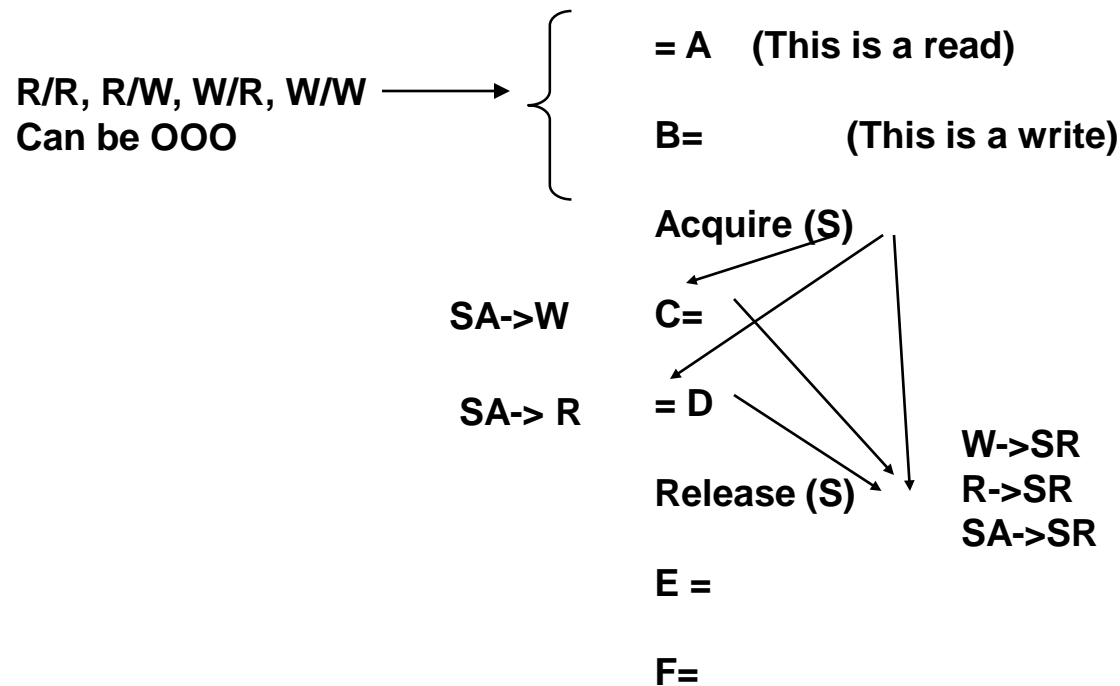 R/R, R/W, W/R, W/W
Can be OOO
= A (This is a read)
B= (This is a write)
Acquire (S)
SA->W
C=
SA-> R
= D
W->SR
R->SR
SA->SR
Release (S)
E =
F=